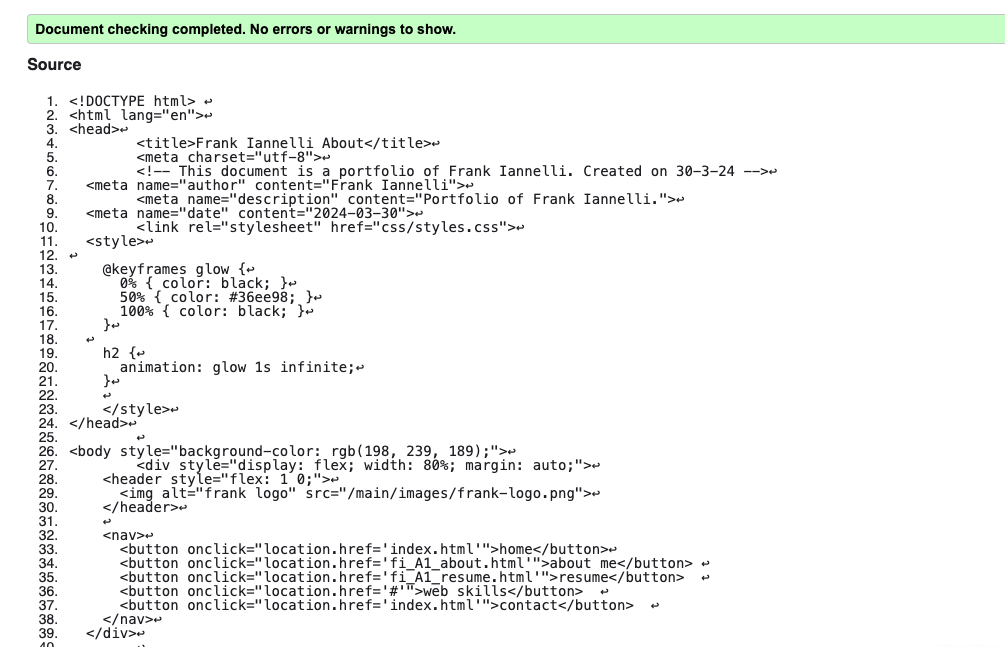 Document checking completed. No errors or warnings to show.
Source
1. <!DOCTYPE html> ↩
2. <html lang="en">↩
3. <head>↩
4. <title>Frank Iannelli About</title>↩
5. <meta charset="utf-8">↩
6. <!-- This document is a portfolio of Frank Iannelli. Created on 30-3-24 -->↩
7. <meta name="author" content="Frank Iannelli">↩
8. <meta name="description" content="Portfolio of Frank Iannelli.">↩
9. <meta name="date" content="2024-03-30">↩
10. <link rel="stylesheet" href="css/styles.css">↩
11. <style>↩
12. ↩
13. @keyframes glow {↩
14. 0% { color: black; }↩
15. 50% { color: #36ee98; }↩
16. 100% { color: black; }↩
17. }↩
18. ↩
19. h2 {↩
20. animation: glow 1s infinite;↩
21. }↩
22. ↩
23. </style>↩
24. </head>↩
25. ↩
26. <body style="background-color: rgb(198, 239, 189);">↩
27. <div style="display: flex; width: 80%; margin: auto;">↩
28. <header style="flex: 1 0;">↩
29. <img alt="frank logo" src="/main/images/frank-logo.png">↩
30. </header>↩
31. ↩
32. <nav>↩
33. <button onclick="location.href='index.html'">home</button>↩
34. <button onclick="location.href='fi_A1_about.html'">about me</button> ↩
35. <button onclick="location.href='fi_A1_resume.html'">resume</button> ↩
36. <button onclick="location.href='#'">web skills</button> ↩
37. <button onclick="location.href='index.html'">contact</button> ↩
38. </nav>↩
39. </div>↩